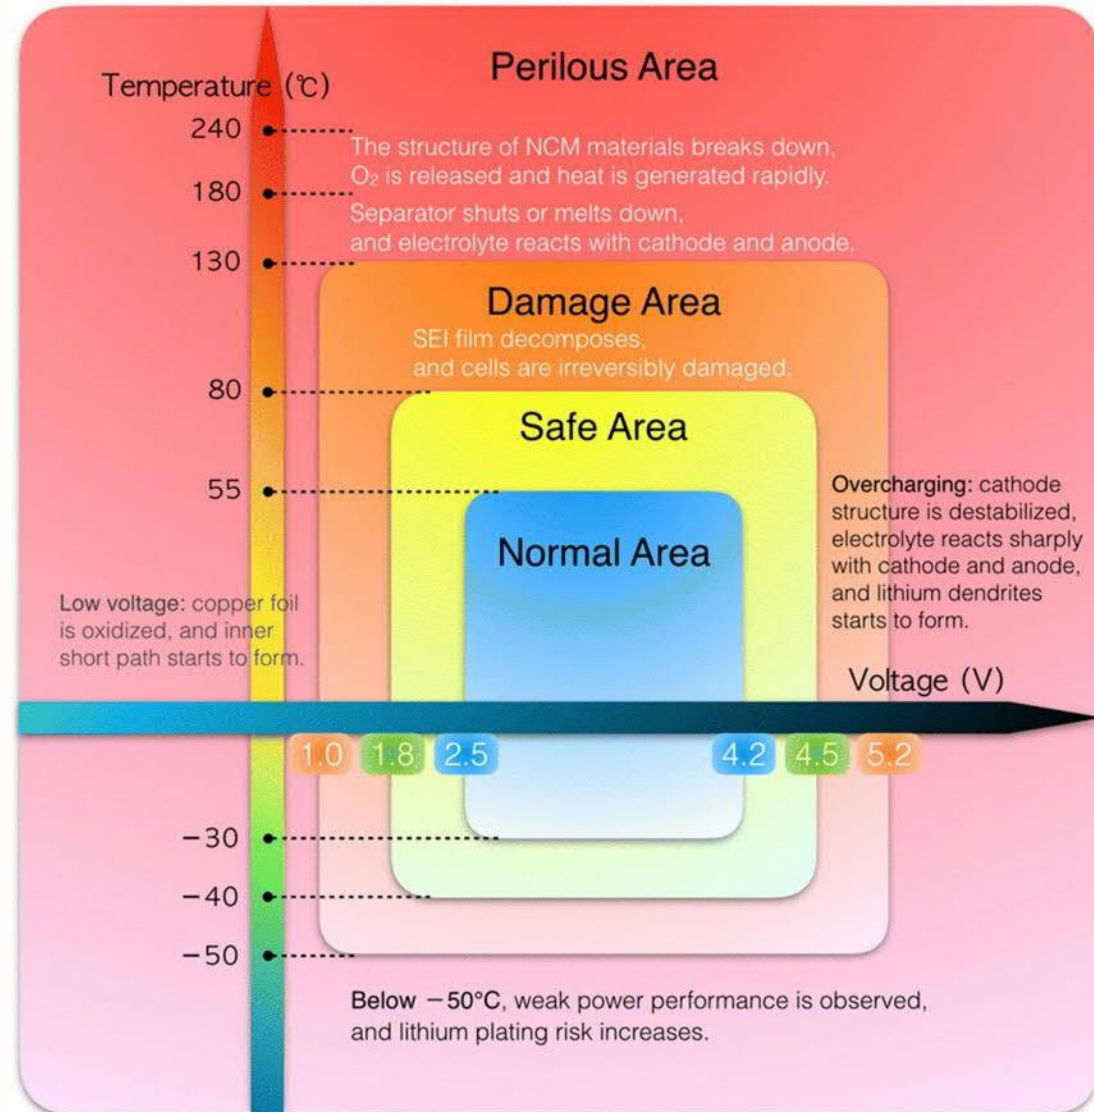 Perilous Area
Temperature (℃)
240
The structure of NCM materials breaks down,
O₂ is released and heat is generated rapidly.
180
Separator shuts or melts down,
and electrolyte reacts with cathode and anode.
130
Damage Area
SEI film decomposes,
and cells are irreversibly damaged.
80
Safe Area
55
Normal Area
Overcharging: cathode
structure is destabilized,
electrolyte reacts sharply
with cathode and anode,
and lithium dendrites
starts to form.
Low voltage: copper foil
is oxidized, and inner
short path starts to form.
Voltage (V)
1.0 1.8 2.5 4.2 4.5 5.2
−30
−40
−50
Below −50°C, weak power performance is observed,
and lithium plating risk increases.